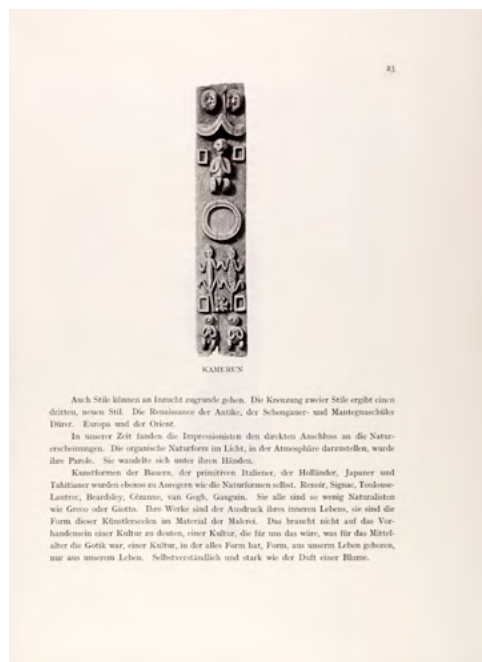 23
KAMERUN
Auch Stile können an Inzucht zugrunde gehen. Die Kreuzung zweier Stile ergibt einen
dritten, neuen Stil. Die Renaissance der Antike, der Schongauer- und Mantegnaschüler
Dürer. Europa und der Orient.
In unserer Zeit fanden die Impressionisten den direkten Anschluss an die Natur-
erscheinungen. Die organische Naturform im Licht, in der Atmosphäre darzustellen, wurde
ihre Parole. Sie wandelte sich unter ihren Händen.
Kunstformen der Bauern, der primitiven Italiener, der Holländer, Japaner und
Tahitianer wurden ebenso zu Anregern wie die Naturformen selbst. Renoir, Signac, Toulouse-
Lautrec, Beardsley, Cézanne, van Gogh, Gauguin. Sie alle sind so wenig Naturalisten
wie Greco oder Giotto. Ihre Werke sind der Ausdruck ihres inneren Lebens, sie sind die
Form dieser Künstlerseelen im Material der Malerei. Das braucht nicht auf das Vor-
handensein einer Kultur zu deuten, einer Kultur, die für uns das wäre, was für das Mittel-
alter die Gotik war, einer Kultur, in der alles Form hat, Form, aus unserm Leben geboren,
nur aus unserem Leben. Selbstverständlich und stark wie der Duft einer Blume.